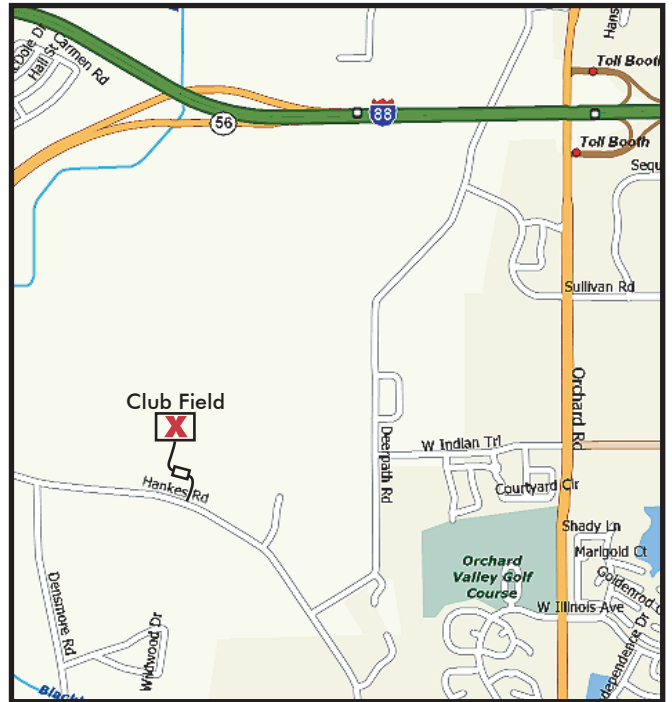 Carmen Rd
Hall St
56
88
Toll Booth
Toll Booth
Sullivan Rd
Orchard Rd
Club Field
X
Hankes Rd
Deerpath Rd
W Indian Trl
Courtyard Cir
Shady Ln
Marigold Ct
Goldenrod
Orchard
Valley Golf
Course
W Illinois Ave
Densmore Rd
Wildwood Dr